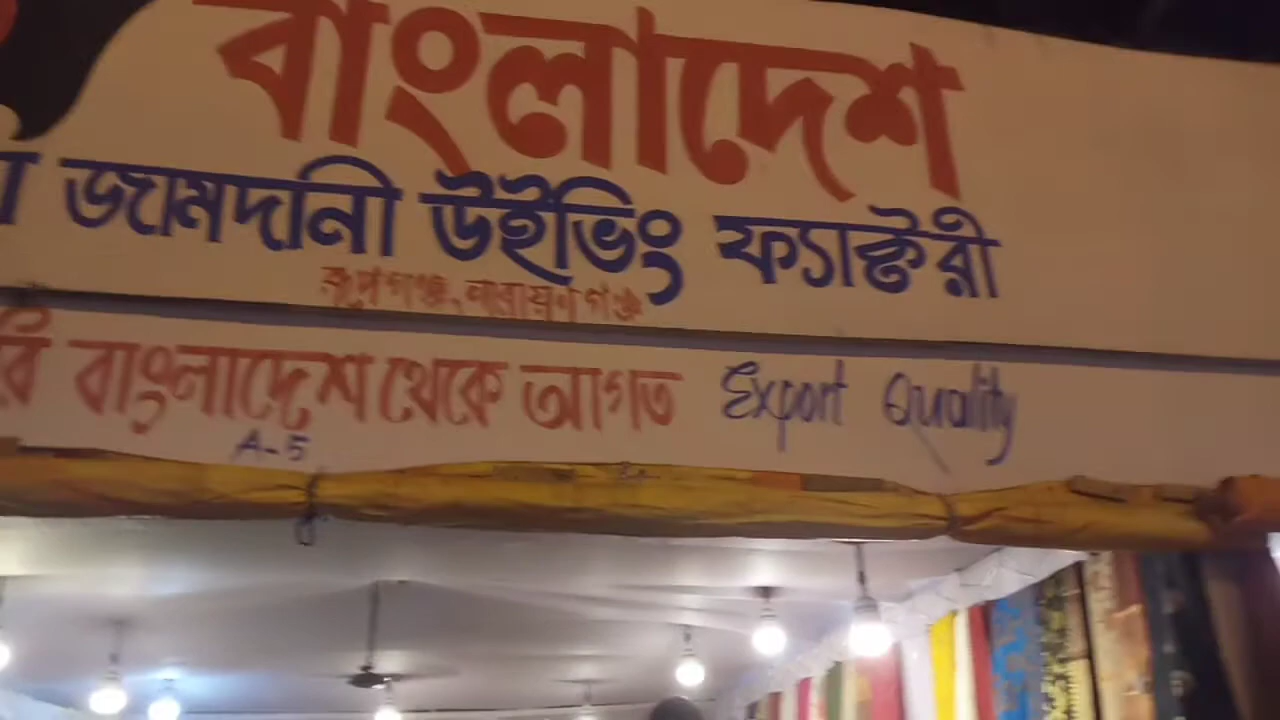 বাংলাদেশ
জামদানী উইভিং ফ্যাক্টরী
রূপগঞ্জ, নারায়ণগঞ্জ
বাংলাদেশ থেকে আগত Export Quality
A-5